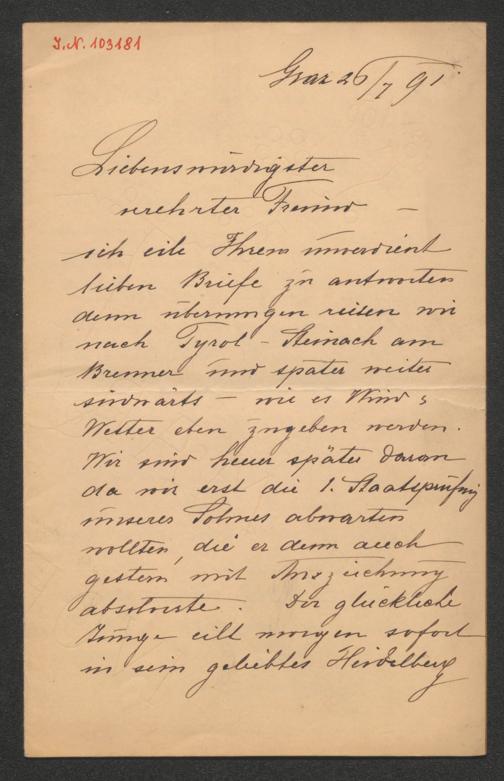 I.N. 103181
Graz 26/7 91
Liebenswürdigster
verehrter Freund —
ich eile Ihrem unverdient
lieben Briefe zu antworten
denn übermorgen reisen wir
nach Tyrol – Steinach am
Brenner und später weiter
südwärts – wie es Wind &
Wetter eben zugeben werden.
Wir sind heuer später daran
da wir erst die 1. Staatsprüfung
unseres Sohnes abwarten
wollten, die er denn auch
gestern mit Auszeichnung
absolvirte. Der glückliche
Junge eilt morgen sofort
in sein geliebtes Heidelberg